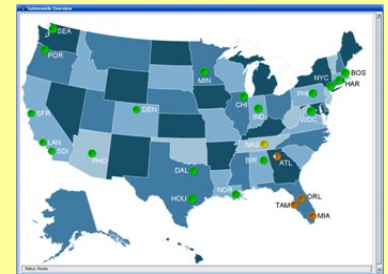 Nationwide Overview
SEA
POR
MIN
BOS
NYC
HAR
CHI
PHI
DEN
IND
WDC
SFR
LAN
SDI
PHO
NAS
DAL
BIR
ATL
HOU
NOR
ORL
TAM
MIA
Status: Ready